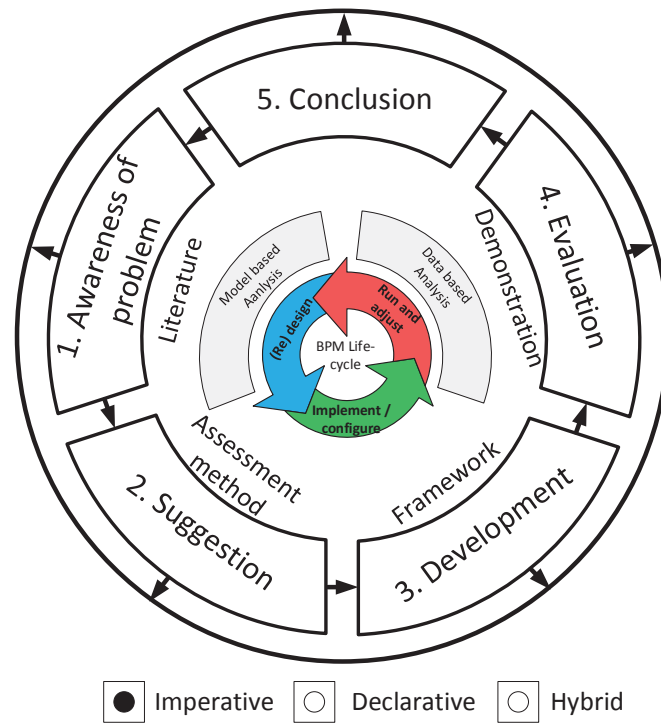 5. Conclusion
1. Awareness of
problem
Literature
4. Evaluation
Demonstration
Model based
Aanlysis
Data based
Analysis
(Re) design
Run and
adjust
BPM Life-
cycle
Implement /
configure
Assessment
method
2. Suggestion
Framework
3. Development
Imperative
Declarative
Hybrid